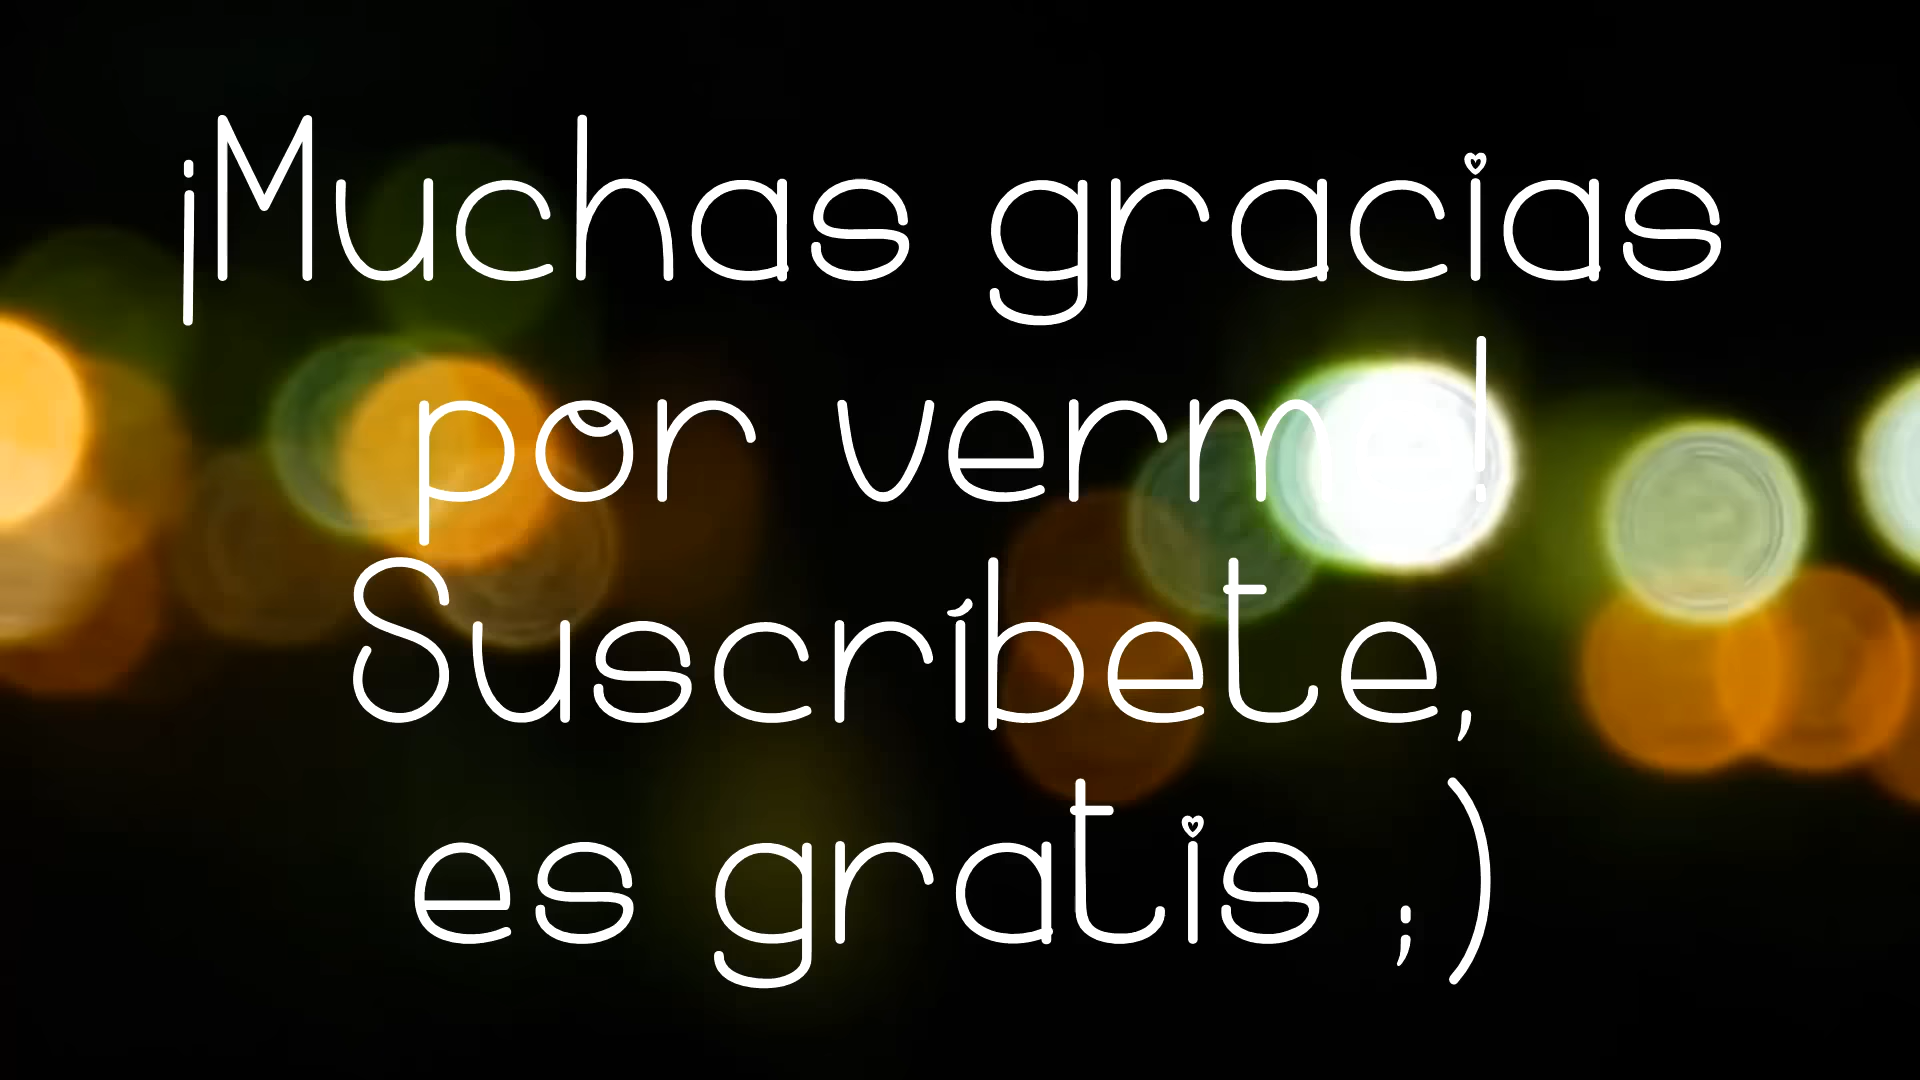 ¡Muchas gracias
por verme!
Suscríbete,
es gratis ;)